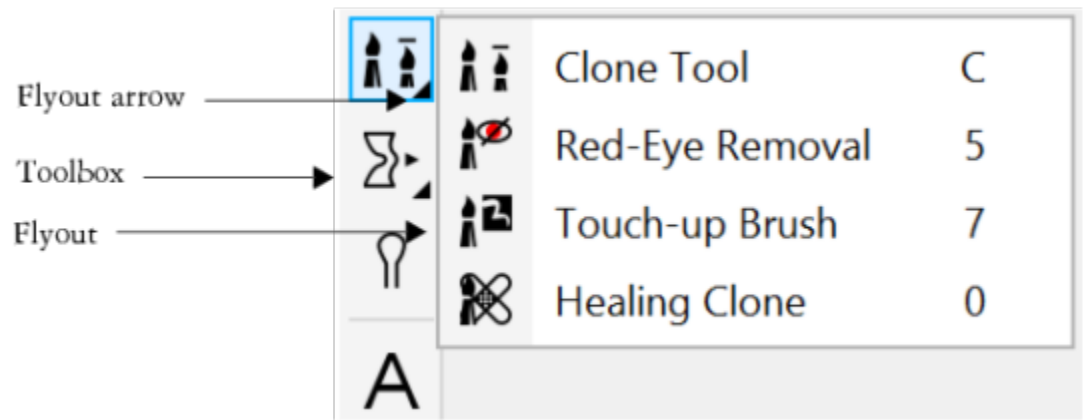 Flyout arrow
Toolbox
Flyout
Clone Tool C
Red-Eye Removal 5
Touch-up Brush 7
Healing Clone 0
A